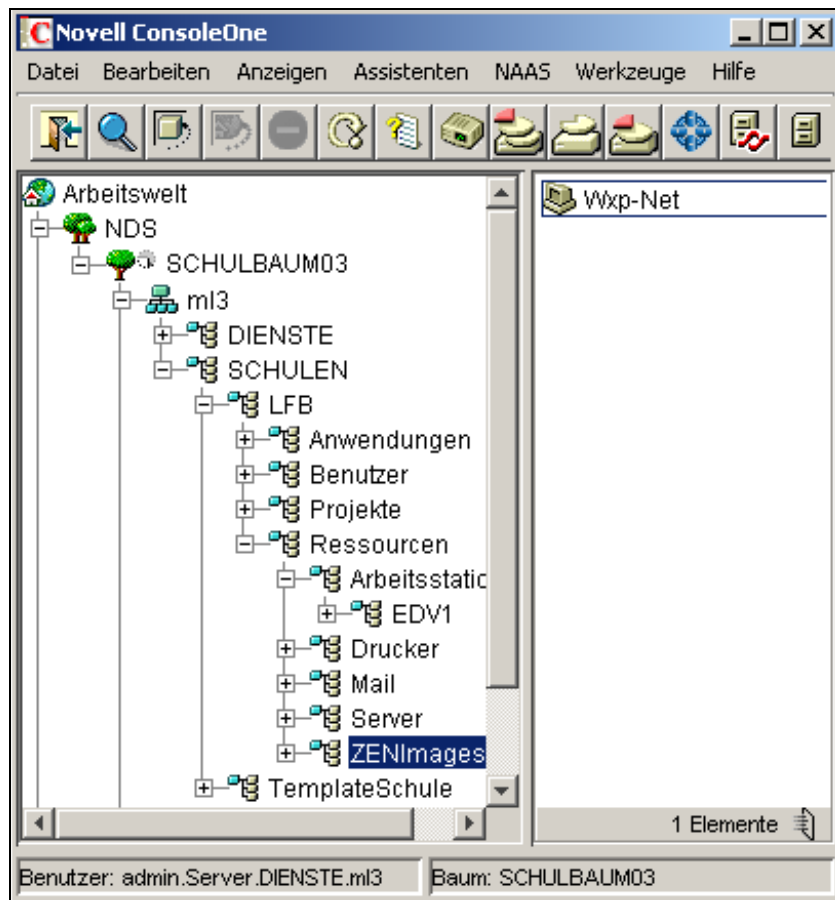 Novell ConsoleOne
Datei Bearbeiten Anzeigen Assistenten NAAS Werkzeuge Hilfe
Arbeitswelt
NDS
SCHULBAUM03
ml3
DIENSTE
SCHULEN
LFB
Anwendungen
Benutzer
Projekte
Ressourcen
Arbeitsstatic
EDV1
Drucker
Mail
Server
ZENImages
TemplateSchule
Wxp-Net
1 Elemente
Benutzer: admin.Server.DIENSTE.ml3 Baum: SCHULBAUM03